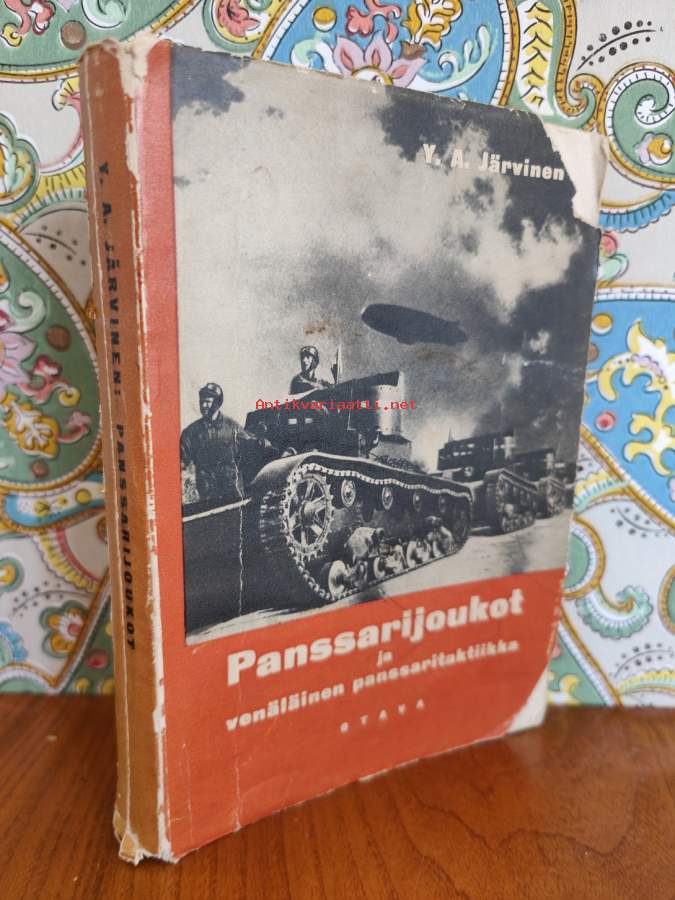 Y. A. JÄRVINEN: PANSSARIJOUKOT
Y. A. Järvinen
Antikvariaatti.net
Panssarijoukot
ja
venäläinen panssaritaktiikka
OTAVA